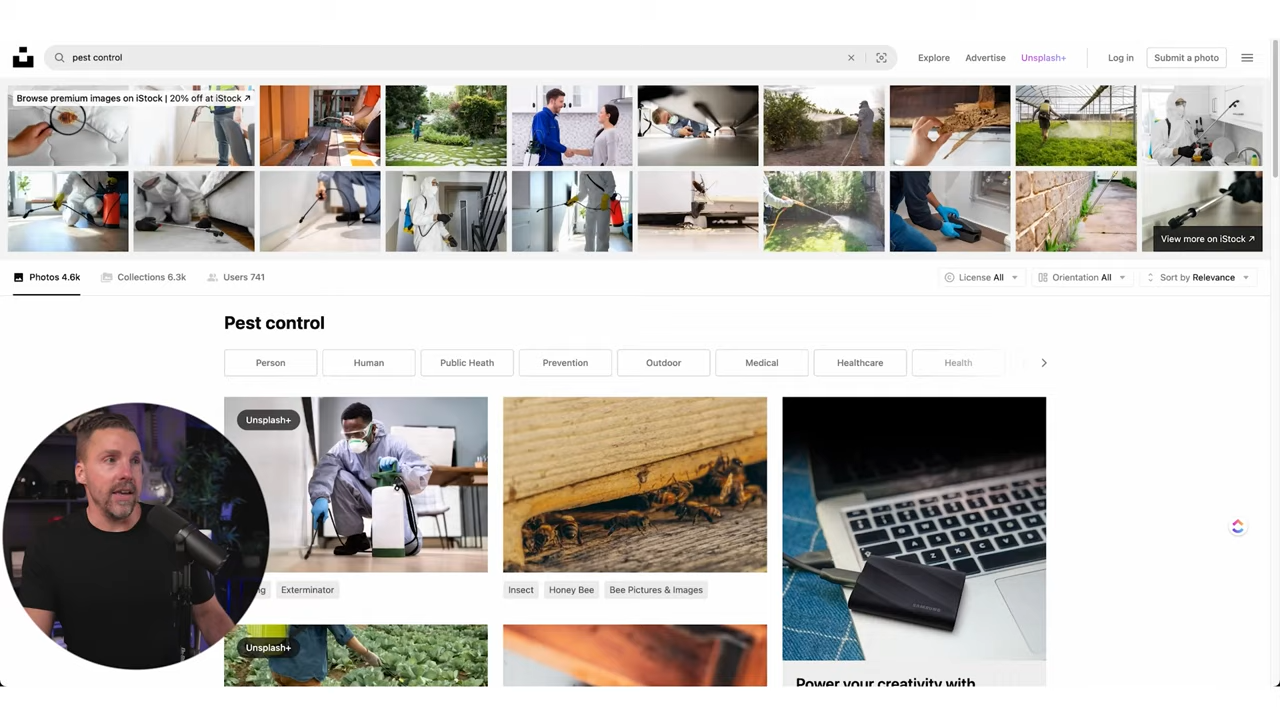 pest control
Explore
Advertise
Unsplash+
Log in
Submit a photo
Browse premium images on iStock | 20% off at iStock ↗
View more on iStock ↗
Photos 4.6k
Collections 6.3k
Users 741
License All
Orientation All
Sort by Relevance
Pest control
Person
Human
Public Heath
Prevention
Outdoor
Medical
Healthcare
Health
Unsplash+
SAMSUNG
Exterminator
Insect
Honey Bee
Bee Pictures & Images
Unsplash+
Power your creativity with